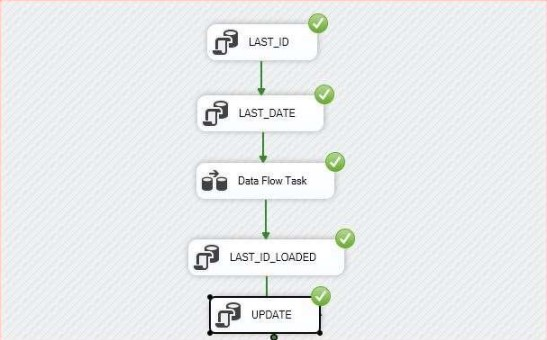 LAST_ID
LAST_DATE
Data Flow Task
LAST_ID_LOADED
UPDATE